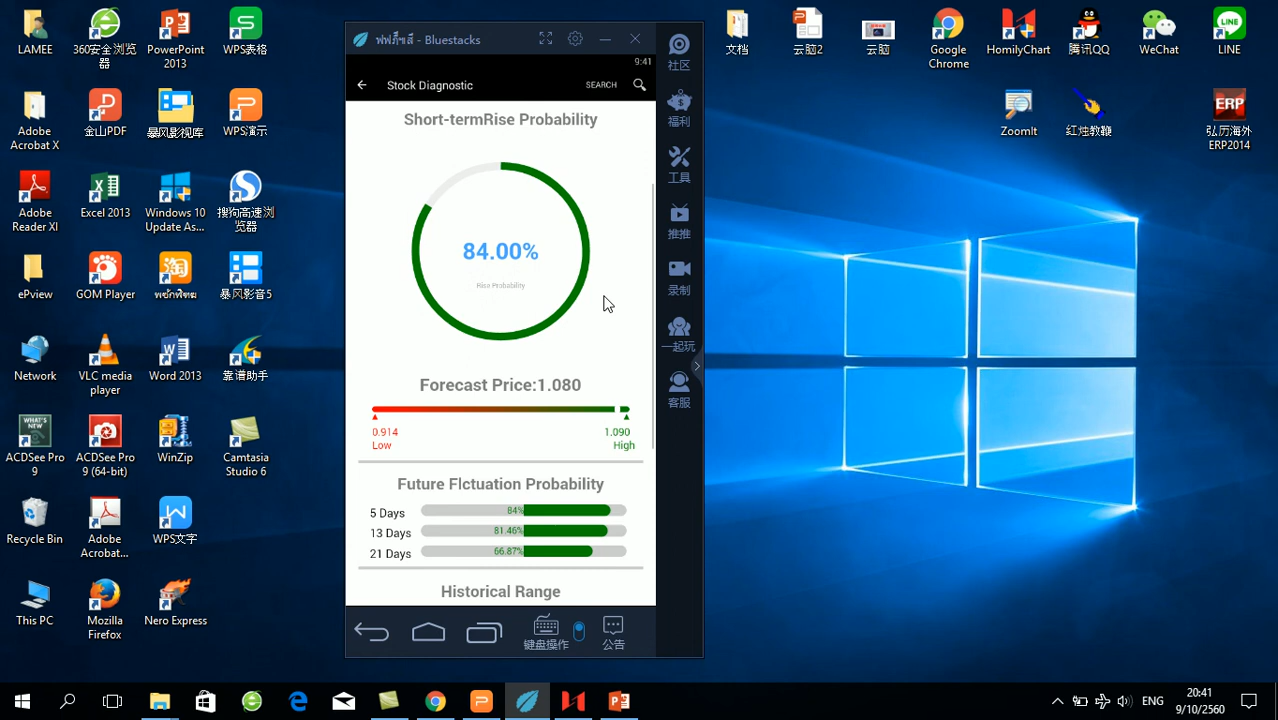 LAMEE
360安全浏览
器
PowerPoint
2013
WPS表格
文档
云脑2
云脑
Google
Chrome
HomilyChart
腾讯QQ
WeChat
LINE
Adobe
Acrobat X
金山PDF
暴风影视库
WPS演示
ZoomIt
红烛教鞭
弘历海外
ERP2014
Adobe
Reader XI
Excel 2013
Windows 10
Update As...
搜狗高速浏
览器
ePview
GOM Player
暴风影音5
Network
VLC media
player
Word 2013
靠谱助手
ACDSee Pro
9
ACDSee Pro
9 (64-bit)
WinZip
Camtasia
Studio 6
Recycle Bin
Adobe
Acrobat...
WPS文字
This PC
Mozilla
Firefox
Nero Express
- Bluestacks
9:41
Stock Diagnostic
SEARCH
Short-termRise Probability
84.00%
Rise Probability
Forecast Price:1.080
0.914
Low
1.090
High
Future Flctuation Probability
5 Days 84%
13 Days 81.46%
21 Days 66.87%
Historical Range
键盘操作
公告
社区
福利
工具
推推
录制
一起玩
客服
ENG
20:41
9/10/2560